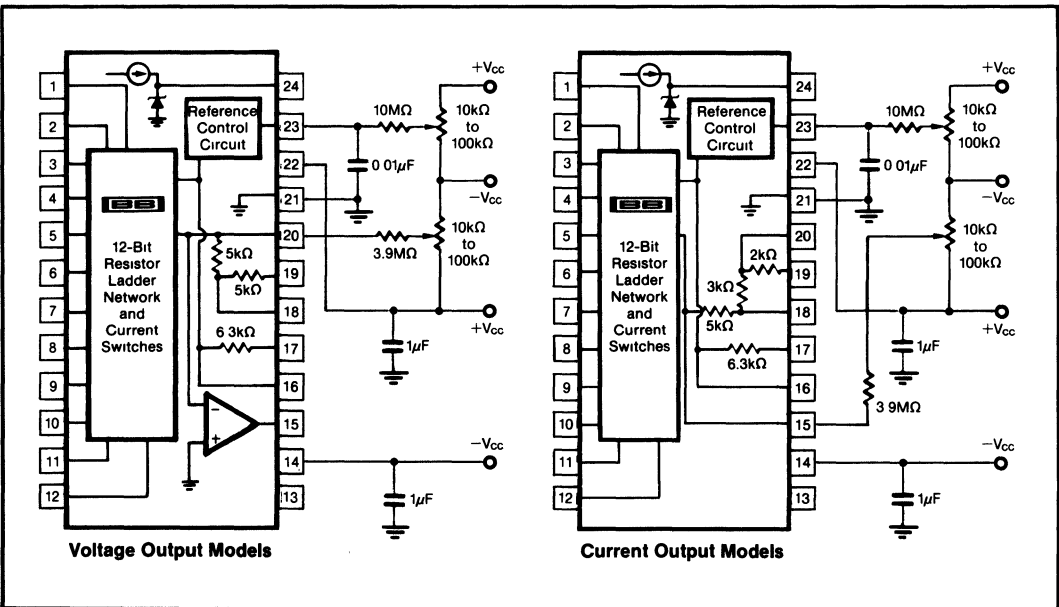 1
2
3
4
5
6
7
8
9
10
11
12
24
23
22
21
20
19
18
17
16
15
14
13
Reference
Control
Circuit
BB
12-Bit
Resistor
Ladder
Network
and
Current
Switches
5kΩ
5kΩ
6 3kΩ
−
+
10MΩ
0 01μF
3.9MΩ
1μF
1μF
+Vcc
10kΩ
to
100kΩ
−Vcc
10kΩ
to
100kΩ
+Vcc
−Vcc
Voltage Output Models
1
2
3
4
5
6
7
8
9
10
11
12
24
23
22
21
20
19
18
17
16
15
14
13
Reference
Control
Circuit
BB
12-Bit
Resistor
Ladder
Network
and
Current
Switches
2kΩ
3kΩ
5kΩ
6.3kΩ
10MΩ
0 01μF
3 9MΩ
1μF
1μF
+Vcc
10kΩ
to
100kΩ
−Vcc
10kΩ
to
100kΩ
+Vcc
−Vcc
Current Output Models